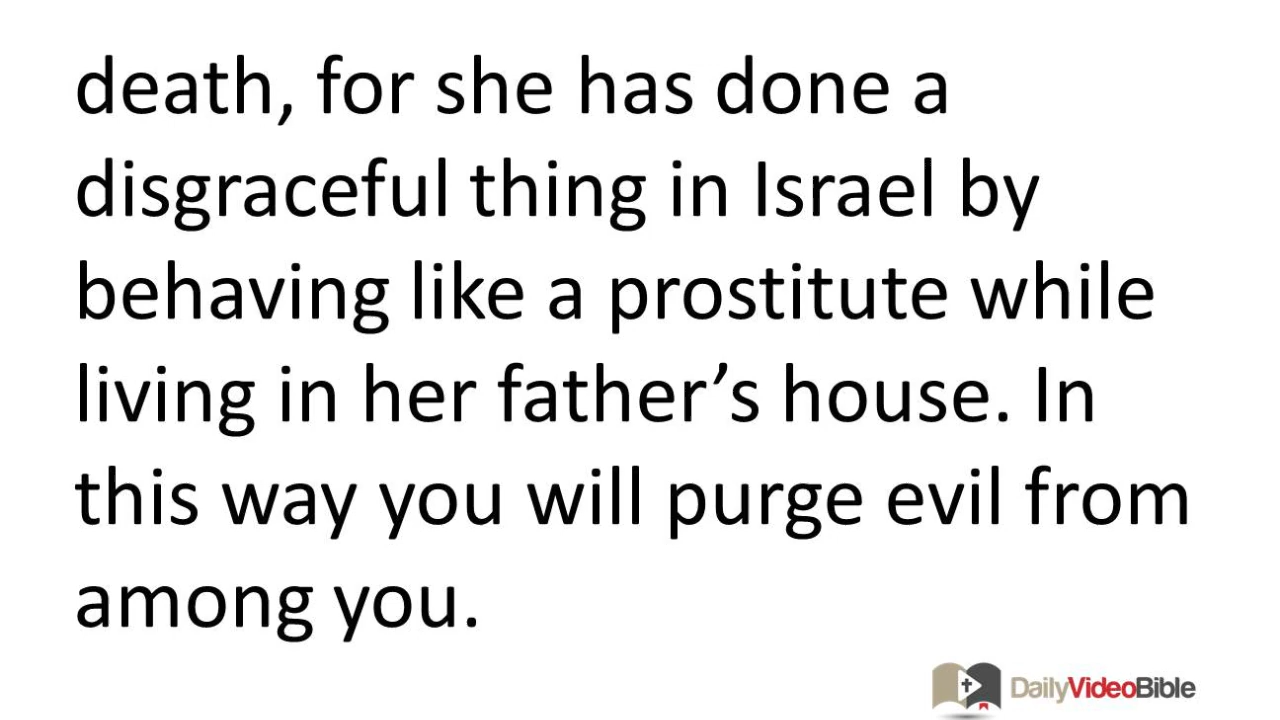 death, for she has done a
disgraceful thing in Israel by
behaving like a prostitute while
living in her father’s house. In
this way you will purge evil from
among you.
DailyVideoBible